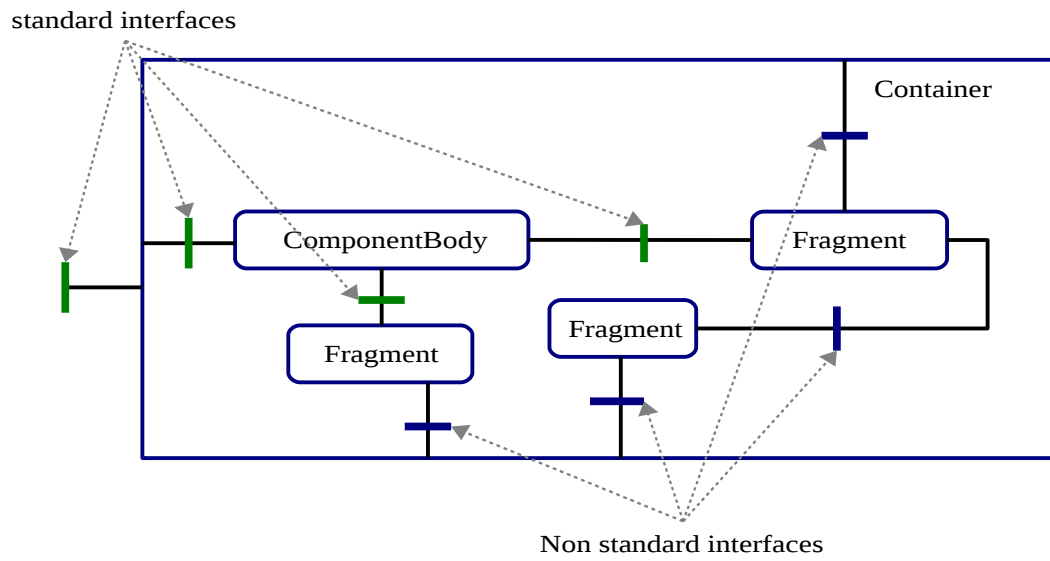 standard interfaces
Container
ComponentBody
Fragment
Fragment
Fragment
Non standard interfaces